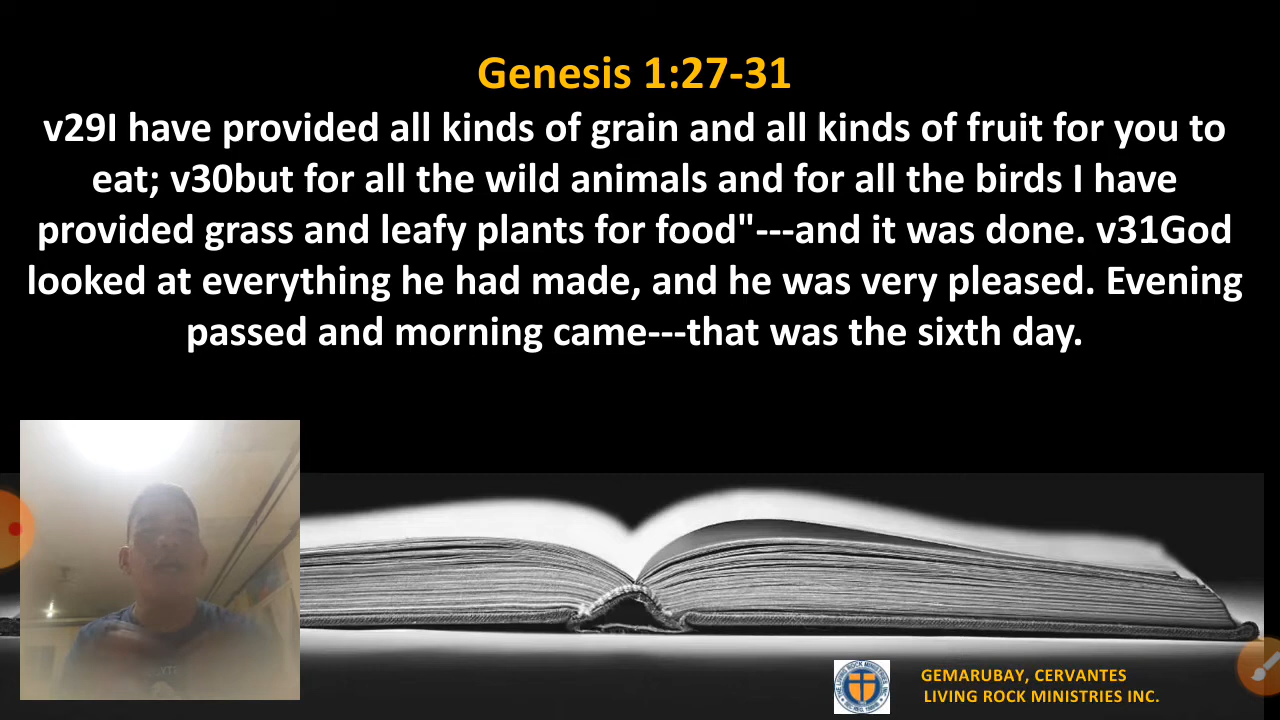 Genesis 1:27-31
v29I have provided all kinds of grain and all kinds of fruit for you to
eat; v30but for all the wild animals and for all the birds I have
provided grass and leafy plants for food"---and it was done. v31God
looked at everything he had made, and he was very pleased. Evening
passed and morning came---that was the sixth day.
GEMARUBAY, CERVANTES
LIVING ROCK MINISTRIES INC.